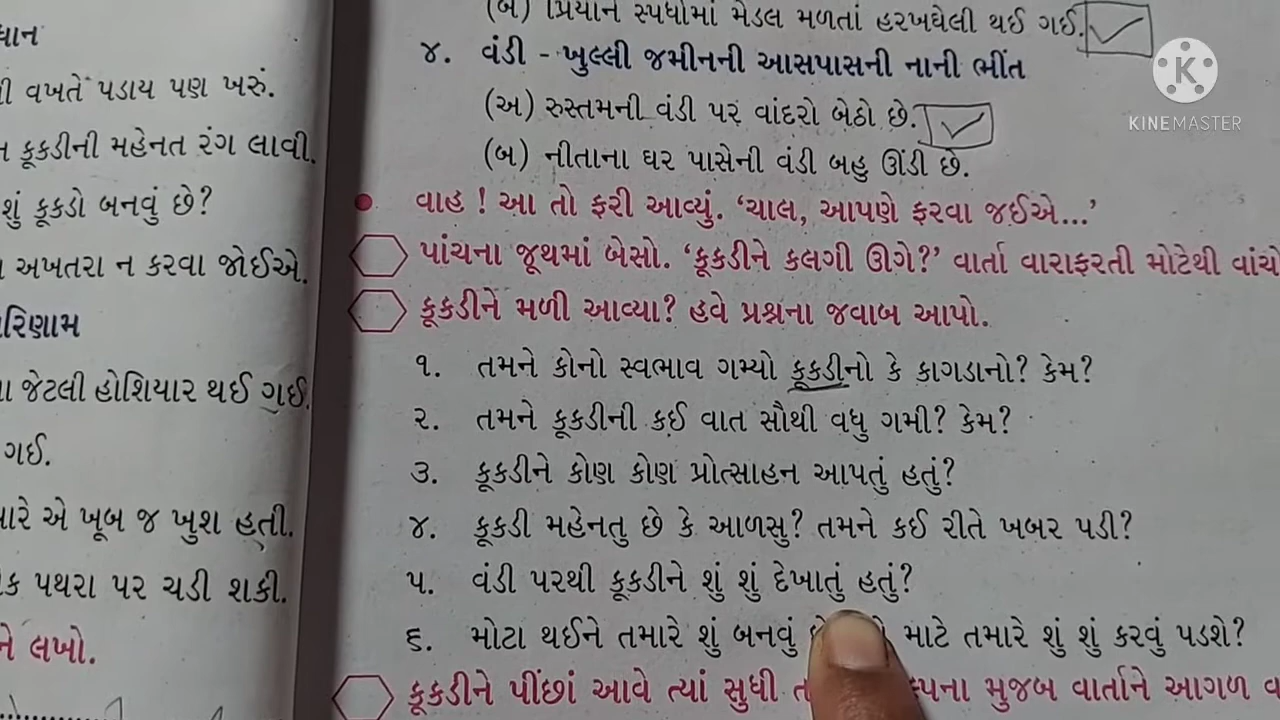 ધાન
ી વખતે પડાય પણ ખરું.
કૂકડીની મહેનત રંગ લાવી.
શું કૂકડો બનવું છે?
અખતરા ન કરવા જોઈએ.
રિણામ
જેટલી હોશિયાર થઈ ગઈ.
ગઈ.
મારે એ ખૂબ જ ખુશ હતી.
ક પથરા પર ચડી શકી.
ને લખો.
(બ) પ્રિયાન સ્પર્ધામાં મેડલ મળતાં હરખઘેલી થઈ ગઈ.
૪. વંડી - ખુલ્લી જમીનની આસપાસની નાની ભીંત
(અ) રુસ્તમની વંડી પર વાંદરો બેઠો છે.
(બ) નીતાના ઘર પાસેની વંડી બહુ ઊંડી છે.
• વાહ ! આ તો ફરી આવ્યું. ‘ચાલ, આપણે ફરવા જઈએ...’
પાંચના જૂથમાં બેસો. ‘કૂકડીને કલગી ઊગે?’ વાર્તા વારાફરતી મોટેથી વાંચો
કૂકડીને મળી આવ્યા? હવે પ્રશ્નના જવાબ આપો.
૧. તમને કોનો સ્વભાવ ગમ્યો કૂકડીનો કે કાગડાનો? કેમ?
૨. તમને કૂકડીની કઈ વાત સૌથી વધુ ગમી? કેમ?
૩. કૂકડીને કોણ કોણ પ્રોત્સાહન આપતું હતું?
૪. કૂકડી મહેનતુ છે કે આળસુ? તમને કઈ રીતે ખબર પડી?
૫. વંડી પરથી કૂકડીને શું શું દેખાતું હતું?
૬. મોટા થઈને તમારે શું બનવું માટે તમારે શું શું કરવું પડશે?
કૂકડીને પીંછાં આવે ત્યાં સુધી મુજબ વાર્તાને આગળ
K
KINEMASTER